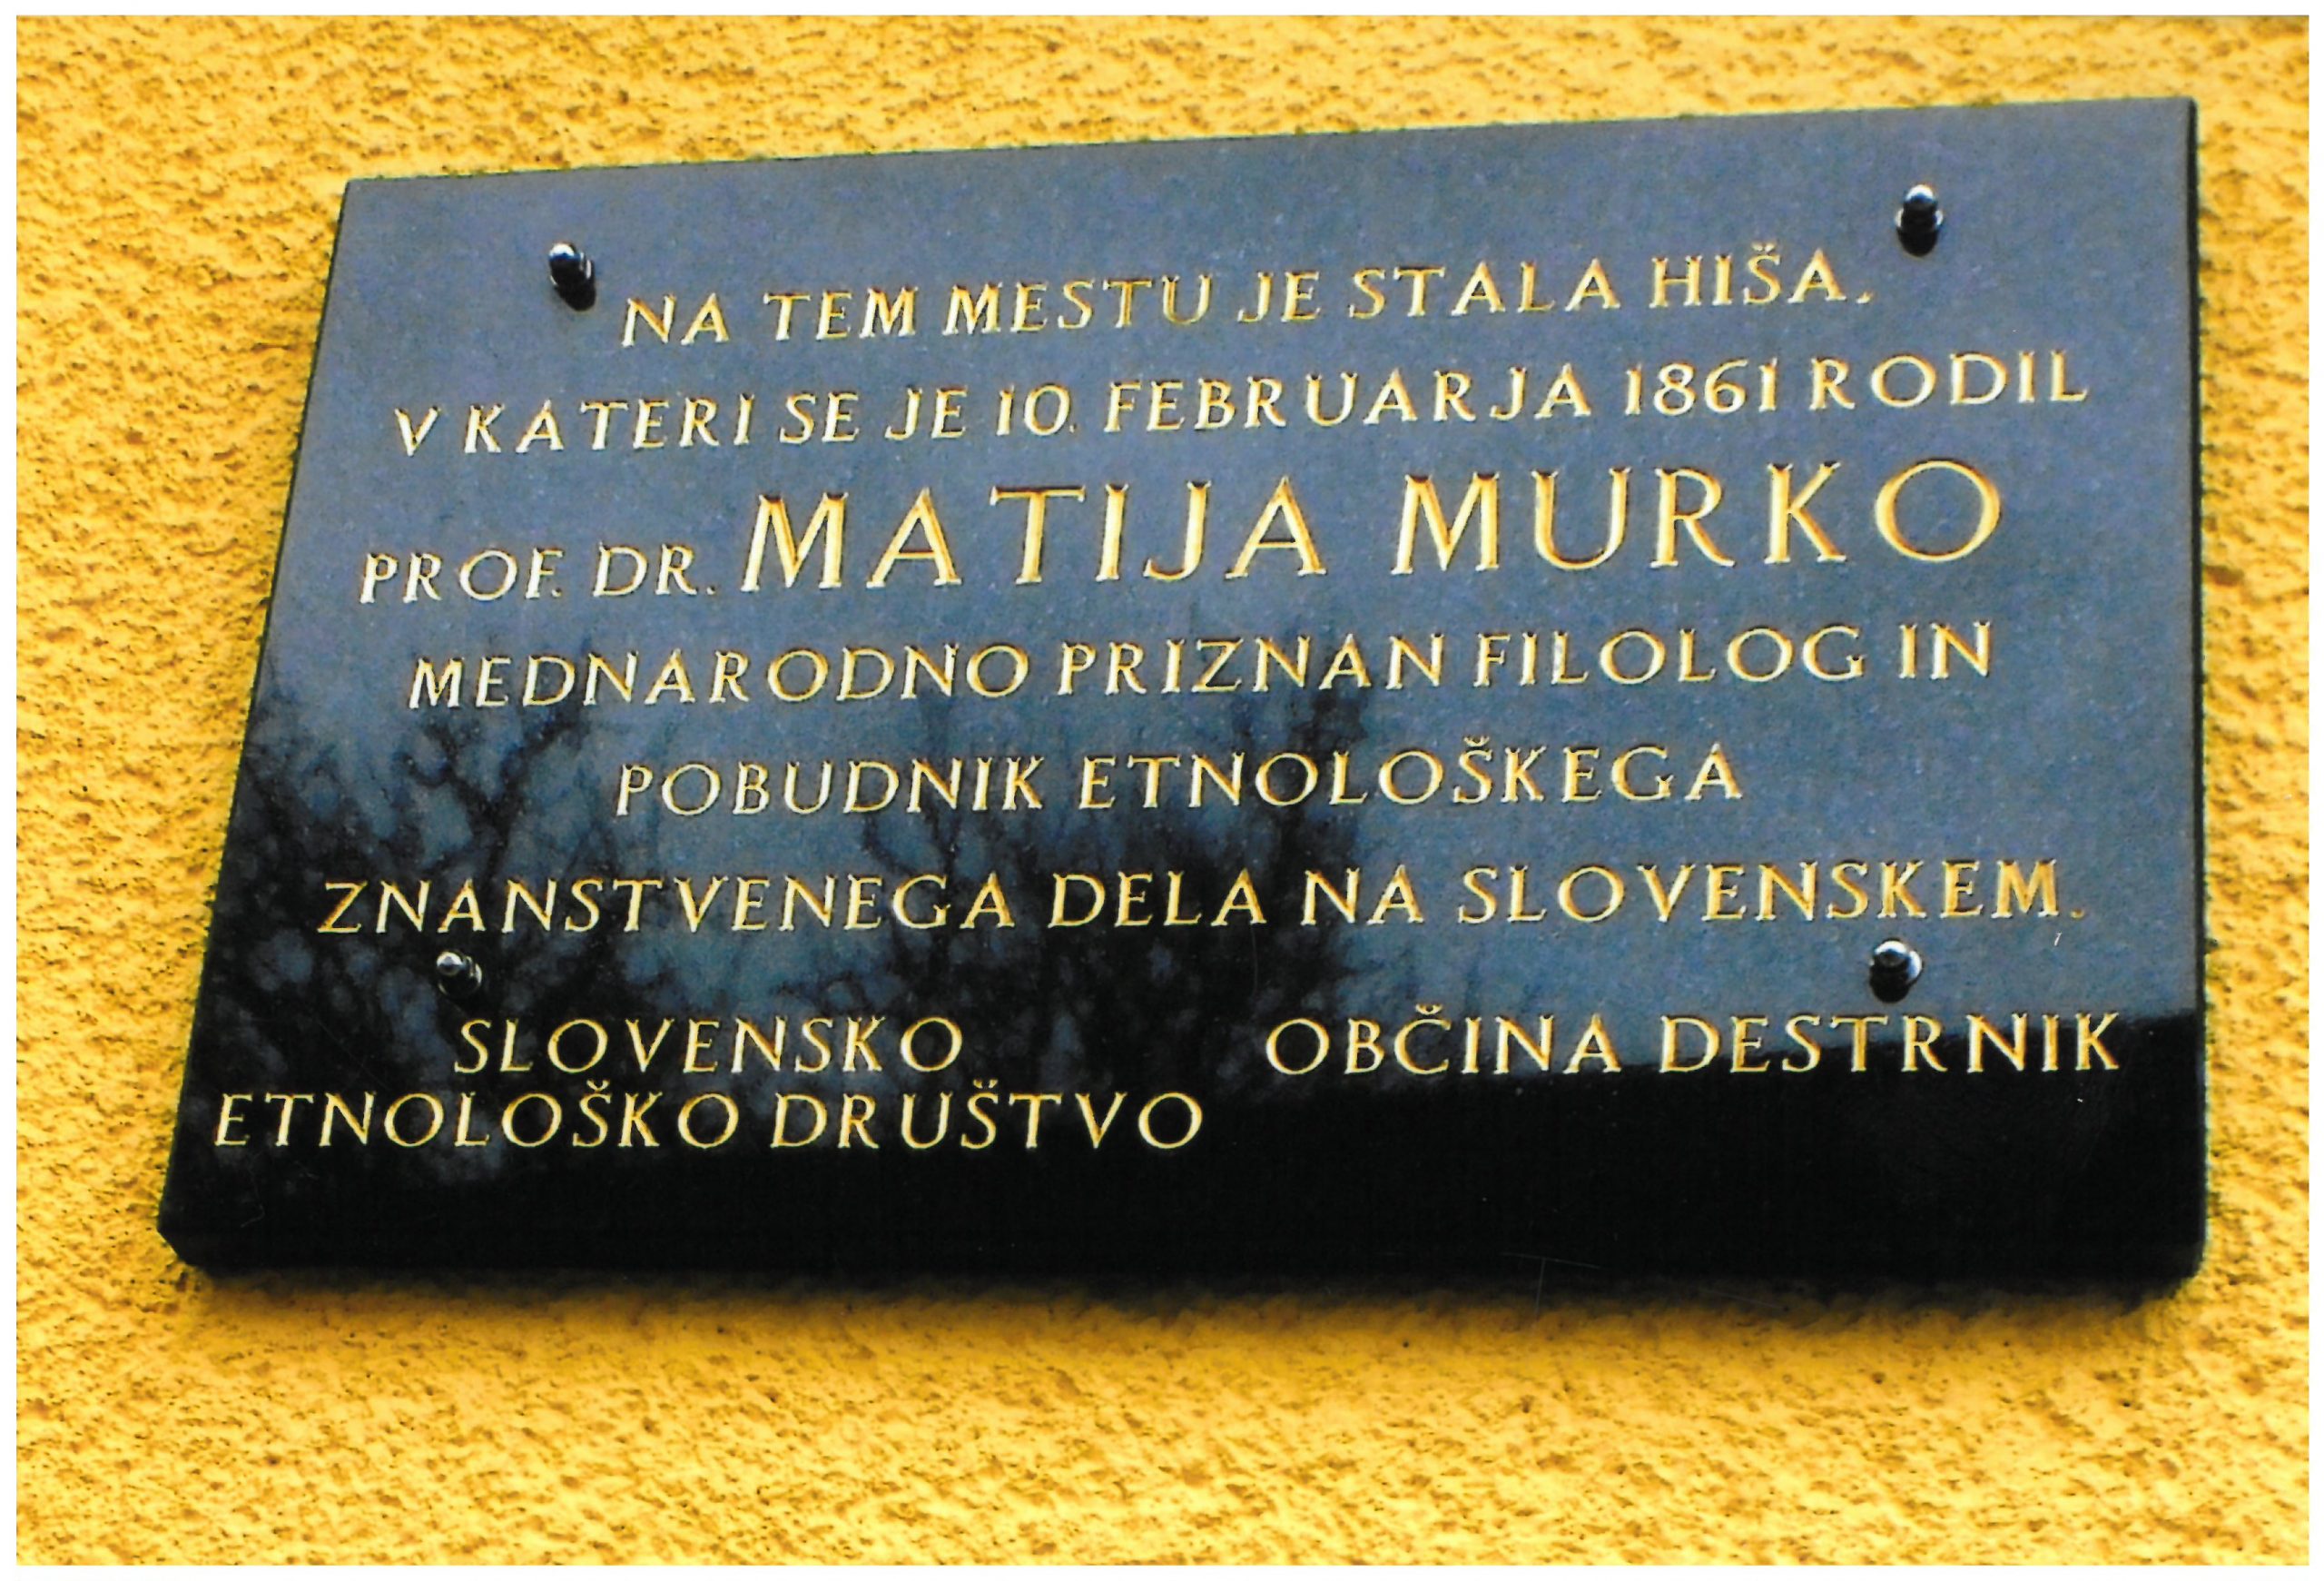 NA TEM MESTU JE STALA HIŠA,
V KATERI SE JE 10. FEBRUARJA 1861 RODIL
PROF. DR. MATIJA MURKO
MEDNARODNO PRIZNAN FILOLOG IN
POBUDNIK ETNOLOŠKEGA
ZNANSTVENEGA DELA NA SLOVENSKEM.
SLOVENSKO
ETNOLOŠKO DRUŠTVO
OBČINA DESTRNIK